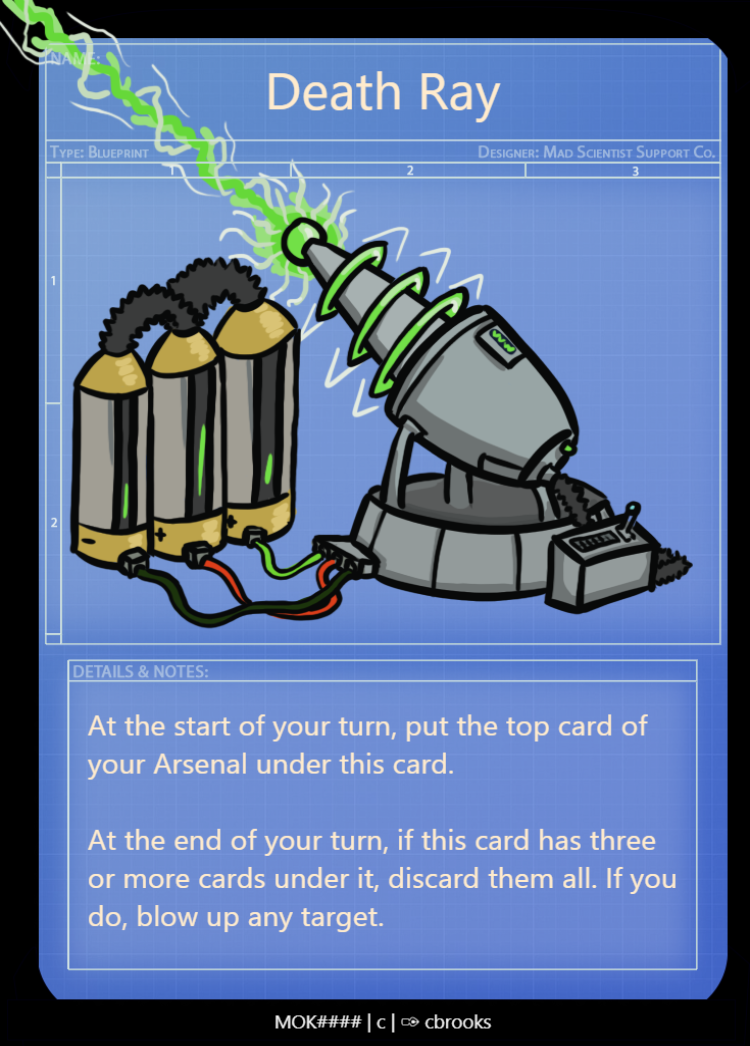 NAME:
Death Ray
TYPE: BLUEPRINT DESIGNER: MAD SCIENTIST SUPPORT CO.
1 2 3
1
- + +
2
DETAILS & NOTES:
At the start of your turn, put the top card of
your Arsenal under this card.
At the end of your turn, if this card has three
or more cards under it, discard them all. If you
do, blow up any target.
MOK#### | c | cbrooks